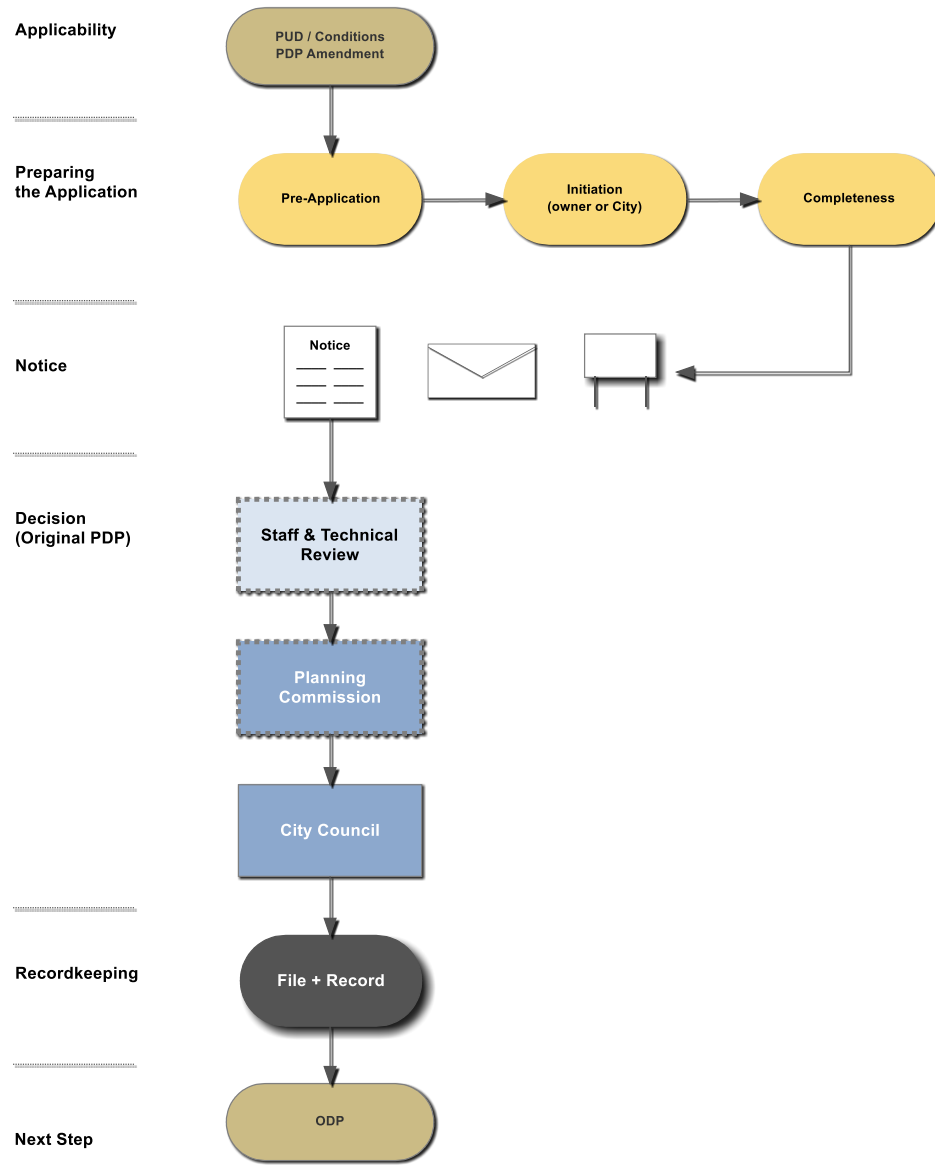 Applicability
PUD / Conditions
PDP Amendment
Preparing
the Application
Pre-Application
Initiation
(owner or City)
Completeness
Notice
Notice
Decision
(Original PDP)
Staff & Technical
Review
Planning
Commission
City Council
Recordkeeping
File + Record
Next Step
ODP